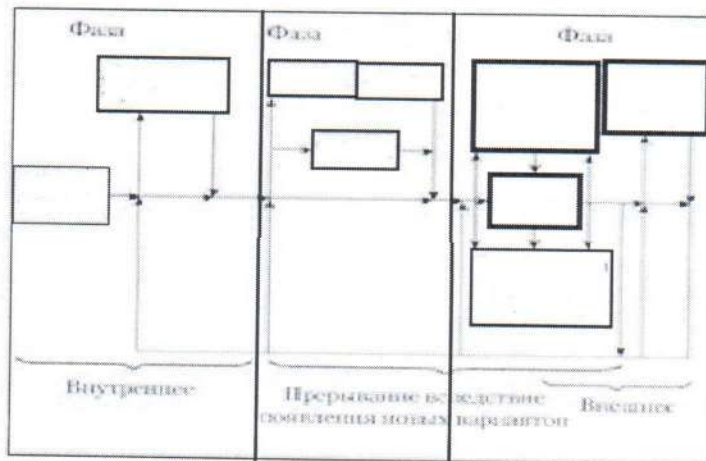 Фаза
Фаза
Фаза
Внутреннее
Прерывание вследствие
появления новых вариантов
Внешнее